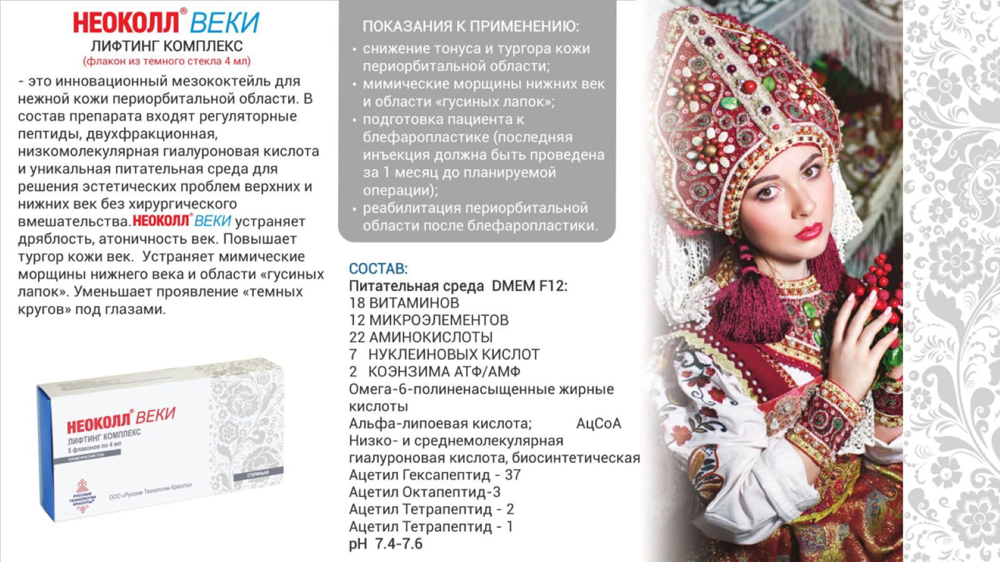 НЕОКОЛЛ® ВЕКИ
ЛИФТИНГ КОМПЛЕКС
(флакон из темного стекла 4 мл)
- это инновационный мезококтейль для
нежной кожи периорбитальной области. В
состав препарата входят регуляторные
пептиды, двухфракционная,
низкомолекулярная гиалуроновая кислота
и уникальная питательная среда для
решения эстетических проблем верхних и
нижних век без хирургического
вмешательства. НЕОКОЛЛ® ВЕКИ устраняет
дряблость, атоничность век. Повышает
тургор кожи век. Устраняет мимические
морщины нижнего века и области «гусиных
лапок». Уменьшает проявление «темных
кругов» под глазами.
НЕОКОЛЛ® ВЕКИ
ЛИФТИНГ КОМПЛЕКС
5 флаконов по 4 мл
КОСМЕТИЧЕСКИЙ ГЕЛЬ
СТЕРИЛЬНО
РУССКИЕ
ТЕХНОЛОГИИ
КРАСОТЫ®
ООО «Русские Технологии Красоты»
ПОКАЗАНИЯ К ПРИМЕНЕНИЮ:
• снижение тонуса и тургора кожи
периорбитальной области;
• мимические морщины нижних век
и области «гусиных лапок»;
• подготовка пациента к
блефаропластике (последняя
инъекция должна быть проведена
за 1 месяц до планируемой
операции);
• реабилитация периорбитальной
области после блефаропластики.
СОСТАВ:
Питательная среда DMEM F12:
18 ВИТАМИНОВ
12 МИКРОЭЛЕМЕНТОВ
22 АМИНОКИСЛОТЫ
7 НУКЛЕИНОВЫХ КИСЛОТ
2 КОЭНЗИМА АТФ/АМФ
Омега-6-полиненасыщенные жирные
кислоты
Альфа-липоевая кислота; АцСоА
Низко- и среднемолекулярная
гиалуроновая кислота, биосинтетическая
Ацетил Гексапептид - 37
Ацетил Октапептид-3
Ацетил Тетрапептид - 2
Ацетил Тетрапептид - 1
pH 7.4-7.6